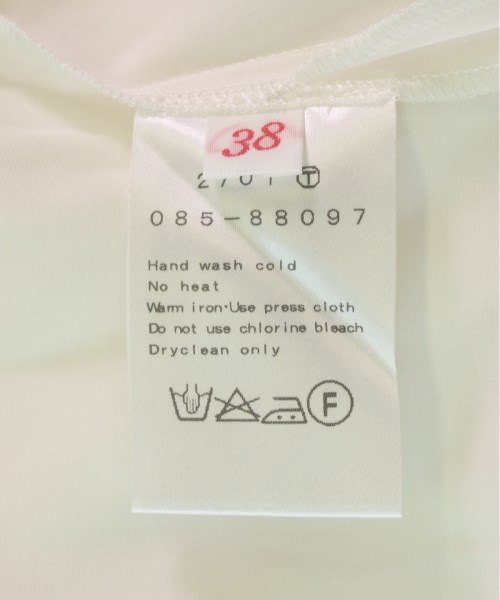 38
Ⓣ
085-88097
Hand wash cold
No heat
Warm iron·Use press cloth
Do not use chlorine bleach
Dryclean only
F